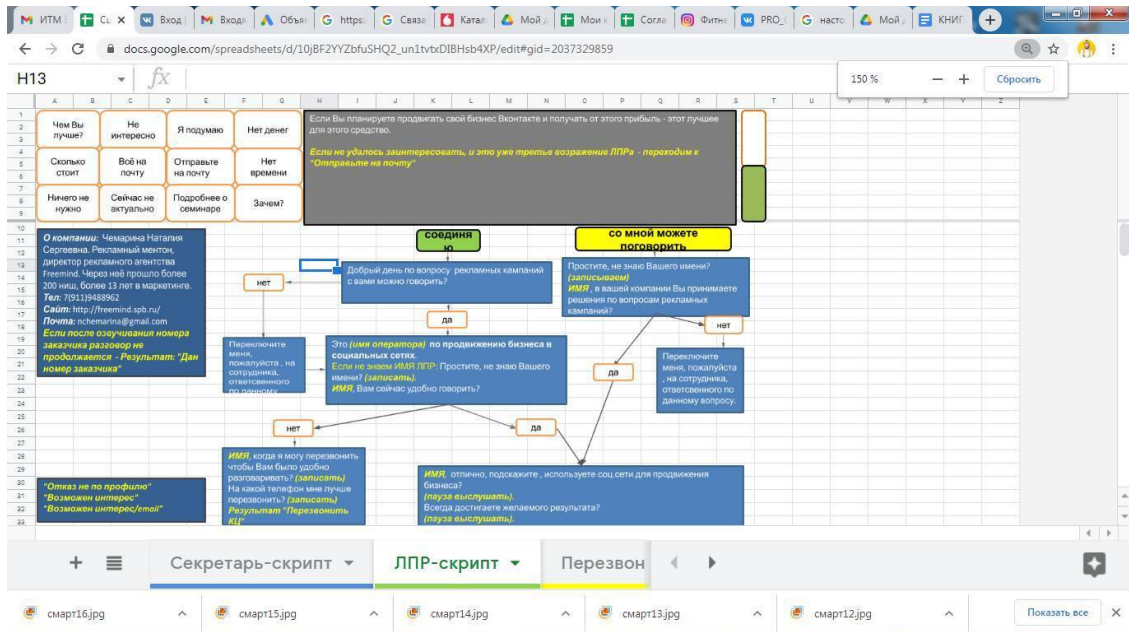 ИТМ
Сь
Вход
Входя
Объя
https:
Связа
Катал
Мой д
Мои к
Согла
Фитне
PRO_(
насто
Мой д
КНИГ
docs.google.com/spreadsheets/d/10jBF2YYZbfuSHQ2_un1tvtxDIBHsb4XP/edit#gid=2037329859
H13
fx
150 %
Сбросить
A B C D E F G H I J K L M N O P Q R S T U V W X Y Z
Чем Вы
лучше?
Не
интересно
Я подумаю
Нет денег
Сколько
стоит
Всё на
почту
Отправьте
на почту
Нет
времени
Ничего не
нужно
Сейчас не
актуально
Подробнее о
семинаре
Зачем?
Если Вы планируете продвигать свой бизнес Вконтакте и получать от этого прибыль - этот лучшее
для этого средство.
Если не удалось заинтересовать, и это уже третье возражение ЛПРа - переходим к
"Отправьте на почту"
О компании: Чемарина Наталия
Сергеевна. Рекламный ментон,
директор рекламного агентства
Freemind. Через неё прошло более
200 ниш, более 13 лет в маркетинге.
Тел: 7(911)9488962
Сайт: http://freemind.spb.ru/
Почта: nchemarina@gmail.com
Если после озвучивания номера
заказчика разговор не
продолжается - Результат: "Дан
номер заказчика"
соединя
ю
со мной можете
поговорить
Добрый день по вопросу рекламных кампаний
с вами можно говорить?
Простите, не знаю Вашего имени?
(записываем)
ИМЯ , в вашей компании Вы принимаете
решения по вопросам рекламных
кампаний?
нет
да
нет
Переключите
меня,
пожалуйста , на
сотрудника,
ответсвенного
по данному
Это (имя оператора) по продвижению бизнеса в
социальных сетях.
Если не знаем ИМЯ ЛПР: Простите, не знаю Вашего
имени? (записать).
ИМЯ, Вам сейчас удобно говорить?
да
Переключите
меня, пожалуйста
, на сотрудника,
ответсвенного по
данному вопросу.
нет
да
ИМЯ, когда я могу перезвонить
чтобы Вам было удобно
разговаривать? (записать)
На какой телефон мне лучше
перезвонить? (записать)
Результат "Перезвонить
КЦ"
ИМЯ, отлично, подскажите , используете соц.сети для продвижения
бизнеса?
(пауза выслушать).
Всегда достигаете желаемого результата?
(пауза выслушать).
"Отказ не по профилю"
"Возможен интерес"
"Возможен интерес/email"
Секретарь-скрипт
ЛПР-скрипт
Перезвон
смарт16.jpg
смарт15.jpg
смарт14.jpg
смарт13.jpg
смарт12.jpg
Показать все